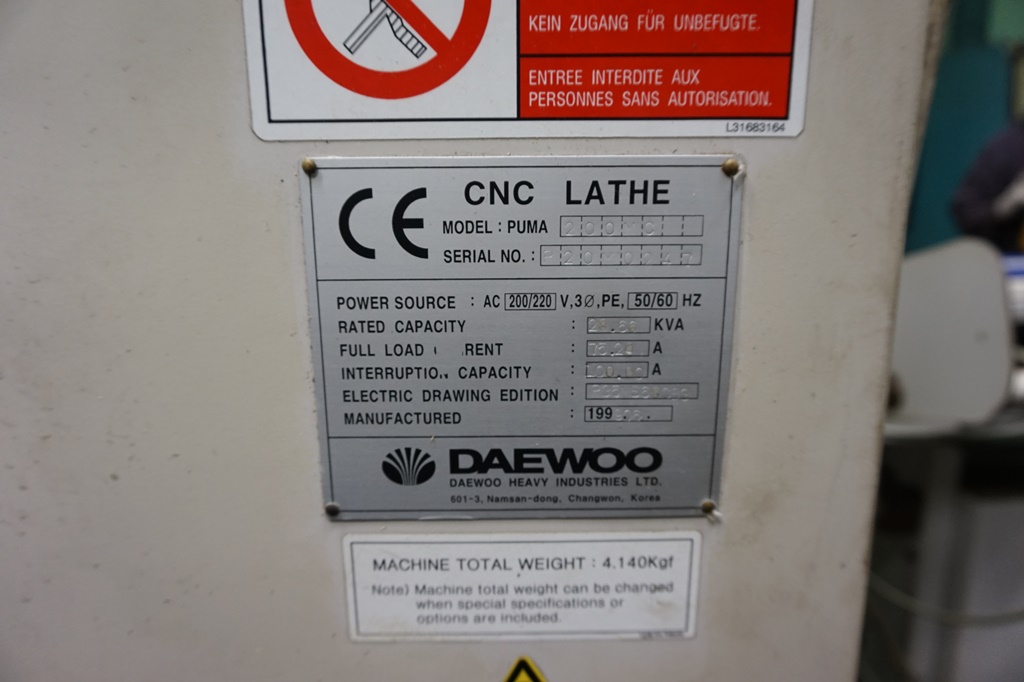 KEIN ZUGANG FÜR UNBEFUGTE.
ENTREE INTERDITE AUX
PERSONNES SANS AUTORISATION.
L31683164
CE
CNC LATHE
MODEL : PUMA
SERIAL NO. :
POWER SOURCE : AC 200/220 V,3Ø,PE, 50/60 HZ
RATED CAPACITY : KVA
FULL LOAD : A
INTERRUPTION CAPACITY : A
ELECTRIC DRAWING EDITION :
MANUFACTURED : 199
DAEWOO
DAEWOO HEAVY INDUSTRIES LTD.
601-3, Namsan-dong, Changwon, Korea
MACHINE TOTAL WEIGHT : 4.140Kgf
Note) Machine total weight can be changed
when special specifications or
options are included.